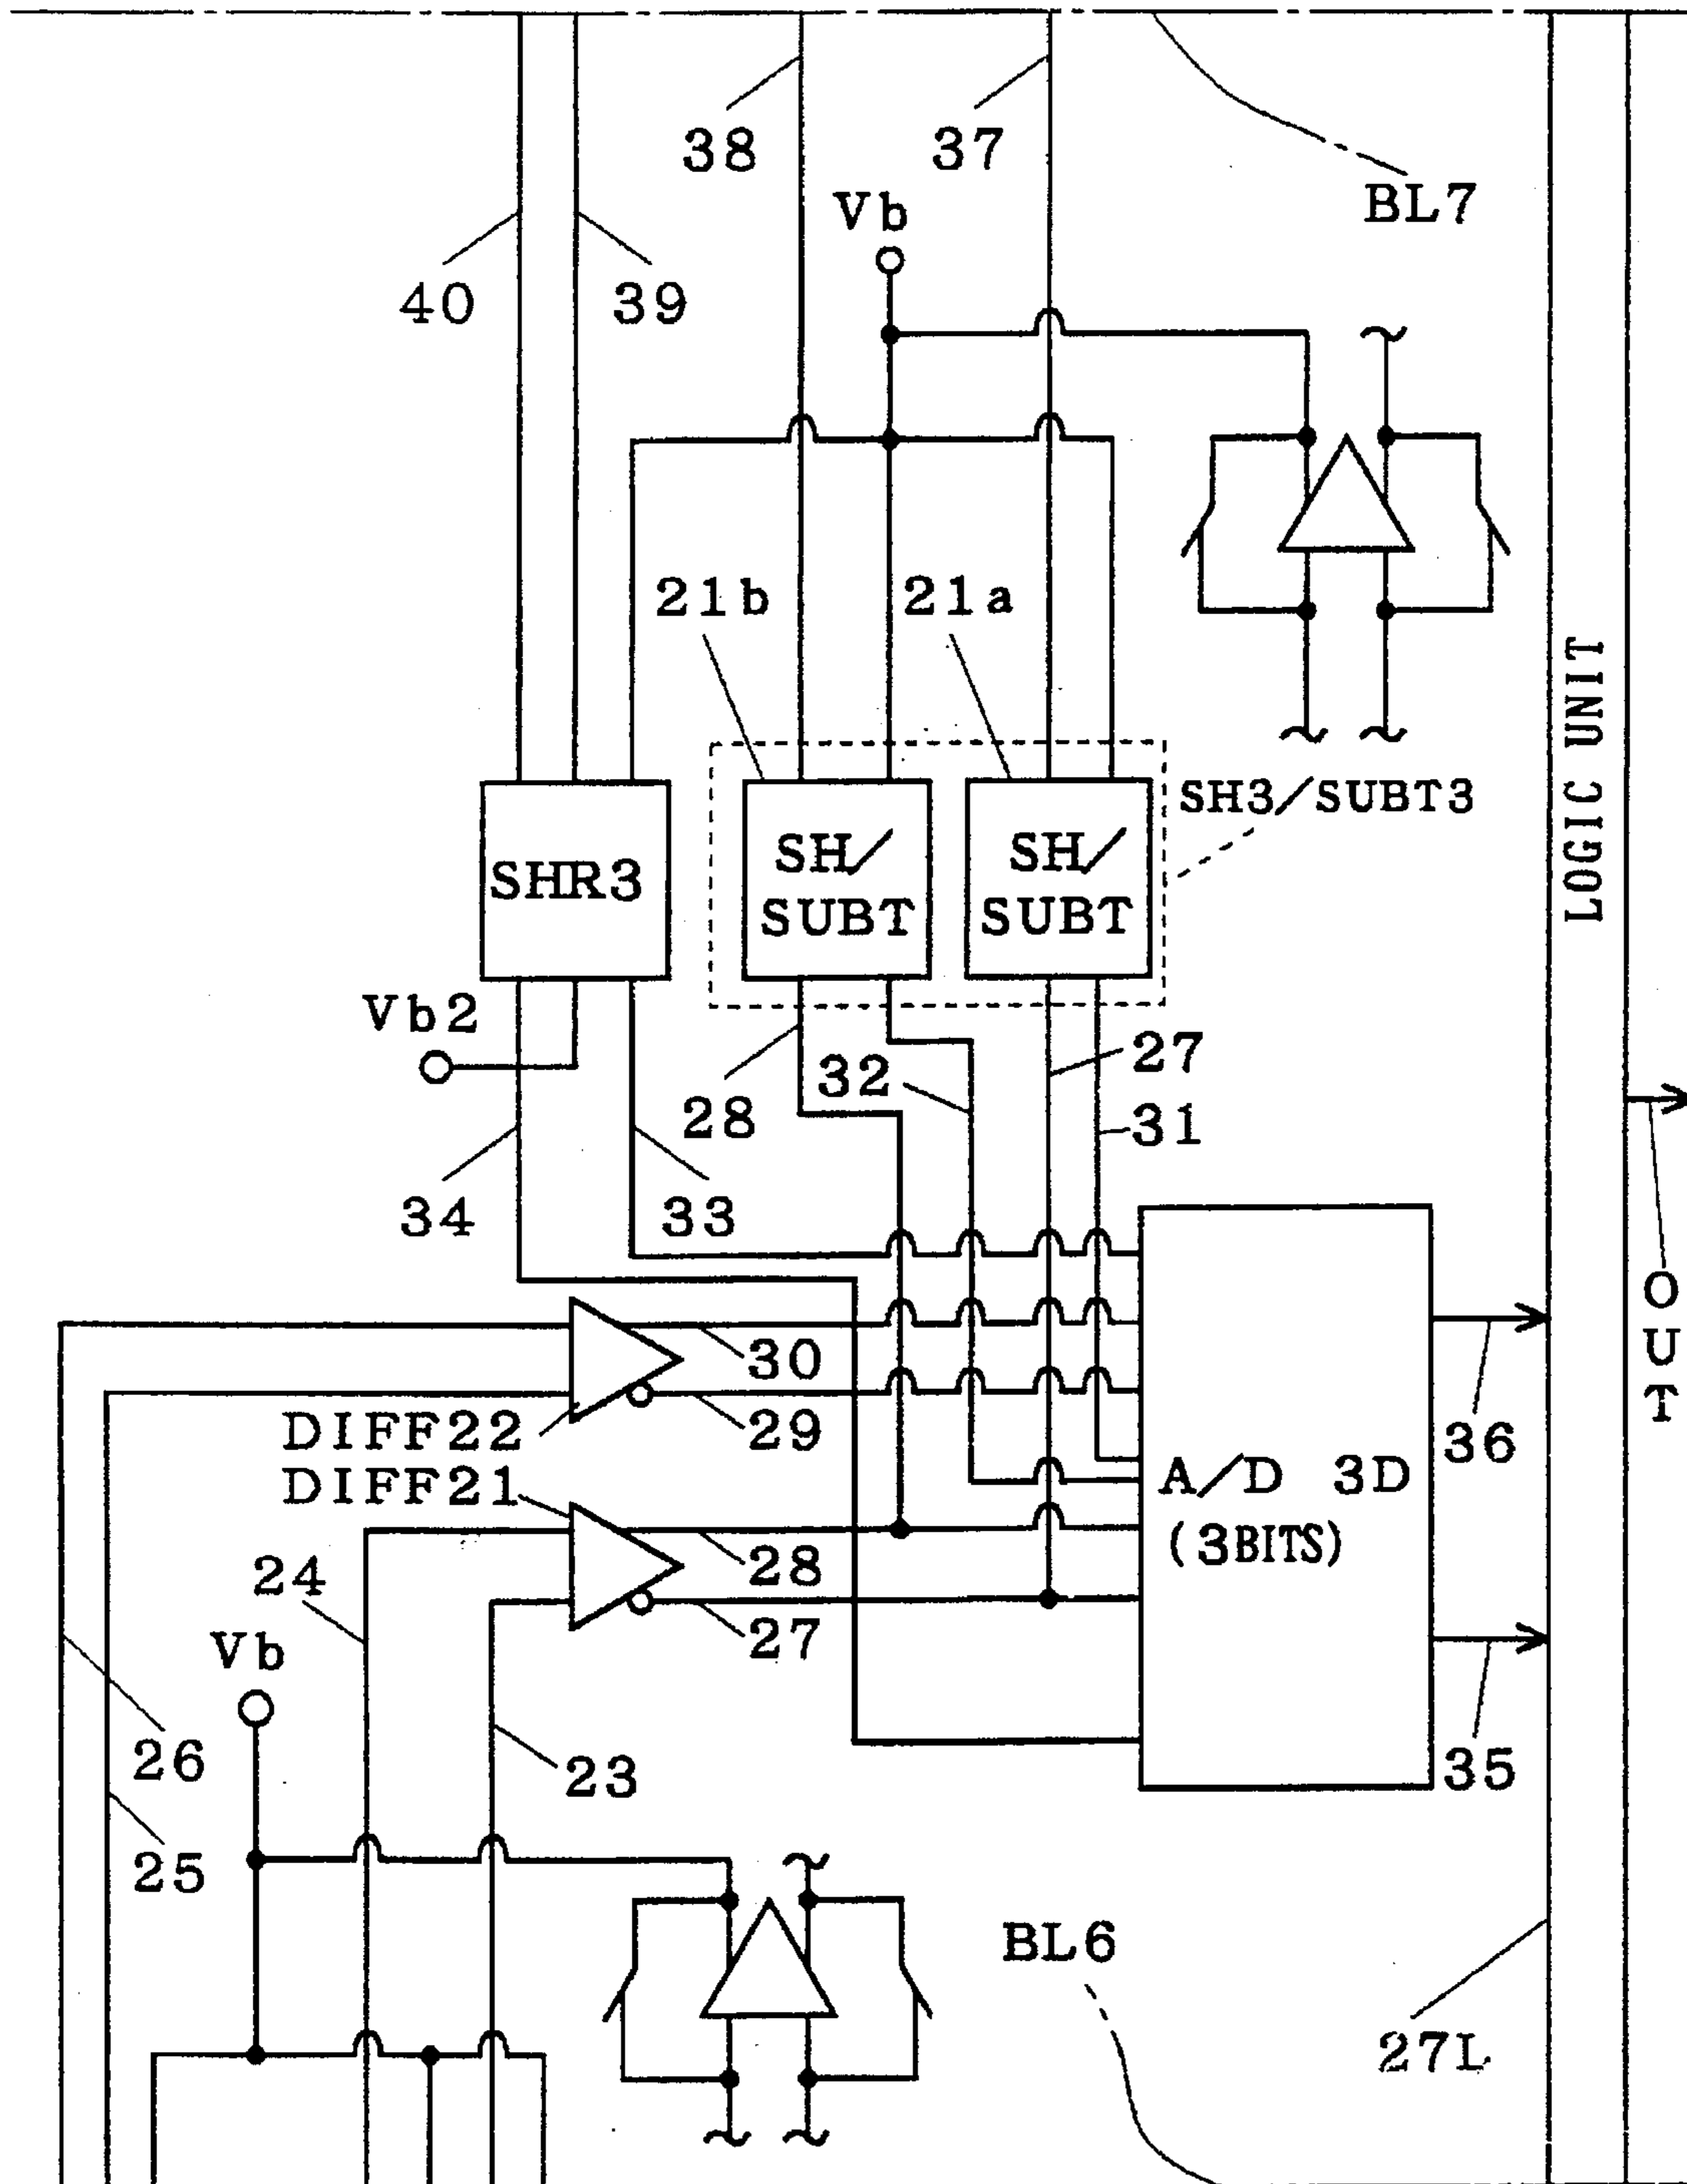 38
37
BL7
Vb
40
39
21b
21a
LOGIC UNIT
SH3/SUBT3
SHR3
SH/
SUBT
SH/
SUBT
Vb2
28
32
27
31
34
33
OUT
30
29
36
DIFF22
DIFF21
A/D 3D
(3BITS)
28
27
24
Vb
26
23
35
25
BL6
27L